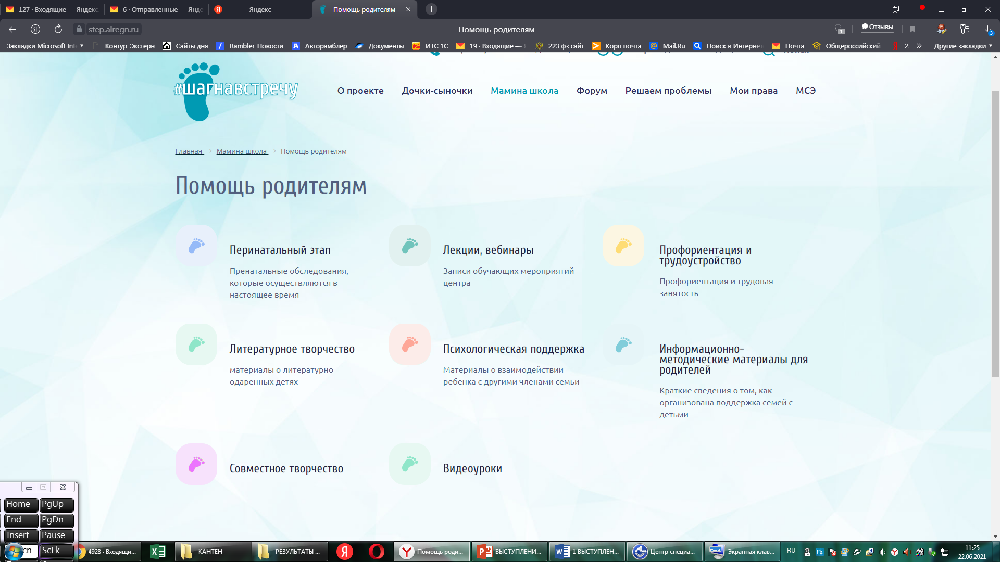 127 · Входящие — Яндекс
6 · Отправленные — Янде
Яндекс
Помощь родителям
step.alregn.ru
Помощь родителям
1
Отзывы
3
Закладки Microsoft Int
Контур-Экстерн
Сайты дня
Rambler-Новости
Авторамблер
Документы
ИТС 1С
19 · Входящие — Я
223 фз сайт
Корп почта
Mail.Ru
Поиск в Интернет
Почта
Общероссийский
2
»
Другие закладки
#шагнавстречу
О проекте
Дочки-сыночки
Мамина школа
Форум
Решаем проблемы
Мои права
МСЭ
Главная > Мамина школа > Помощь родителям
Помощь родителям
Перинатальный этап
Пренатальные обследования,
которые осуществляются в
настоящее время
Лекции, вебинары
Записи обучающих мероприятий
центра
Профориентация и
трудоустройство
Профориентация и трудовая
занятость
Литературное творчество
материалы о литературно
одаренных детях
Психологическая поддержка
Материалы о взаимодействии
ребенка с другими членами семьи
Информационно-
методические материалы для
родителей
Краткие сведения о том, как
организована поддержка семей с
детьми
Совместное творчество
Видеоуроки
Home PgUp
End PgDn
Insert Pause
cn ScLk
4928 · Входящи...
КАНТЕН
РЕЗУЛЬТАТЫ ...
Помощь роди...
ВЫСТУПЛЕНИ...
1 ВЫСТУПЛЕН...
Центр специа...
Экранная клав...
RU
11:25
22.06.2021